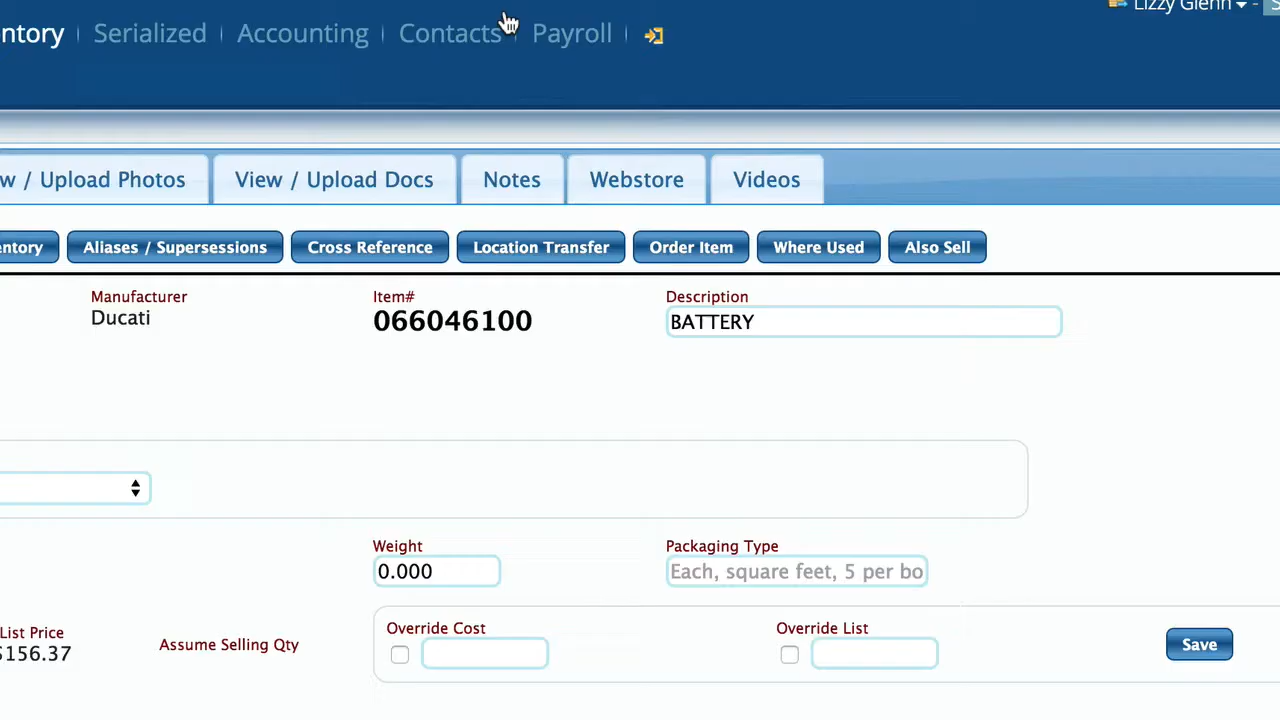 Lizzy Glenn -
ntory Serialized Accounting Contacts Payroll
w / Upload Photos View / Upload Docs Notes Webstore Videos
entory Aliases / Supersessions Cross Reference Location Transfer Order Item Where Used Also Sell
Manufacturer Item# Description
Ducati 066046100 BATTERY
Weight Packaging Type
0.000 Each, square feet, 5 per bo
List Price Assume Selling Qty Override Cost Override List
$156.37 Save